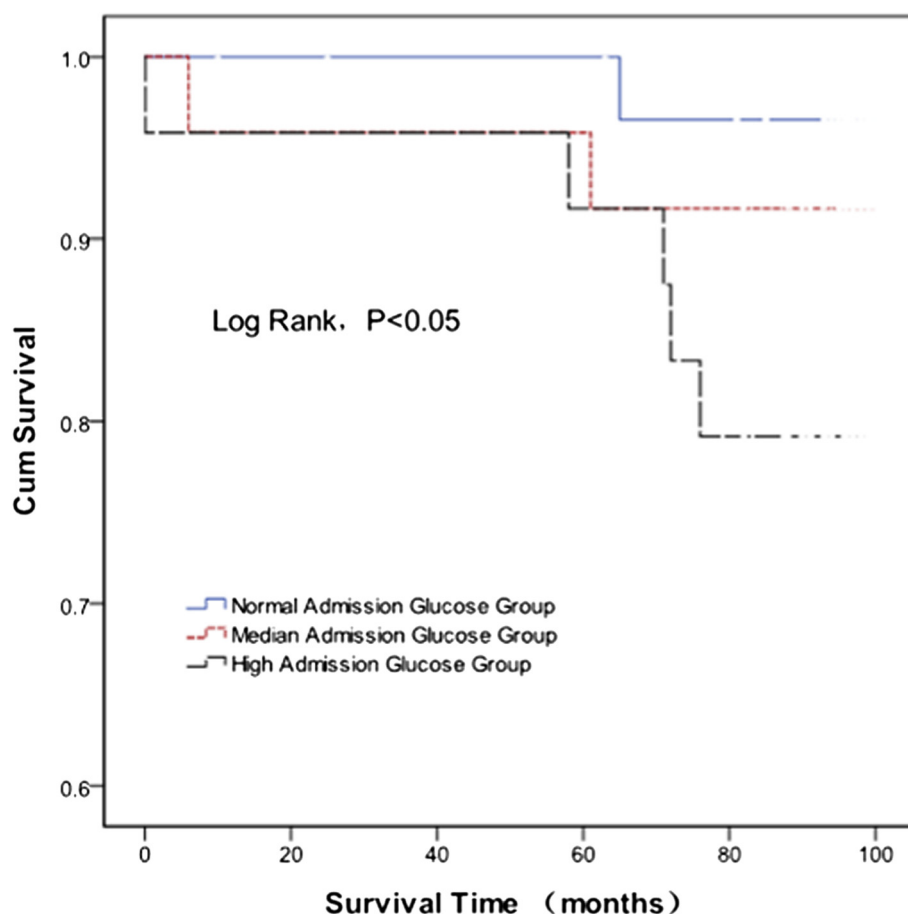 1.0
0.9
0.8
0.7
0.6
Cum Survival
Log Rank, P<0.05
Normal Admission Glucose Group
Median Admission Glucose Group
High Admission Glucose Group
0 20 40 60 80 100
Survival Time （months）